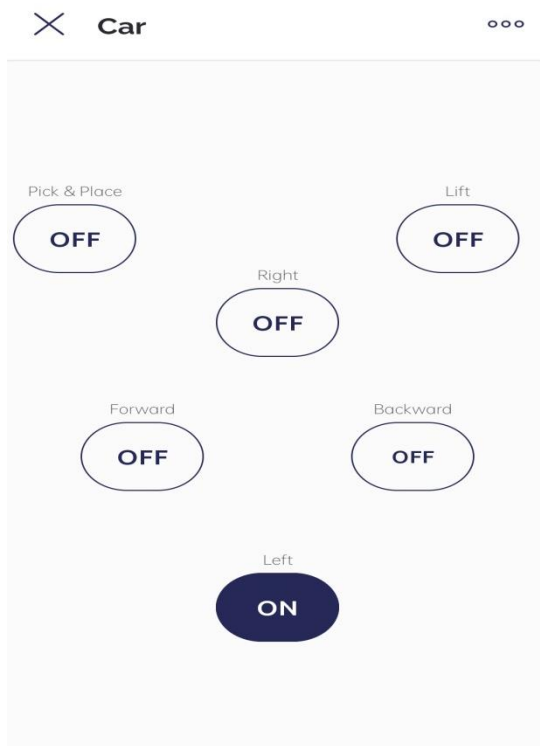 Car
Pick & Place
Lift
OFF
OFF
Right
OFF
Forward
Backward
OFF
OFF
Left
ON